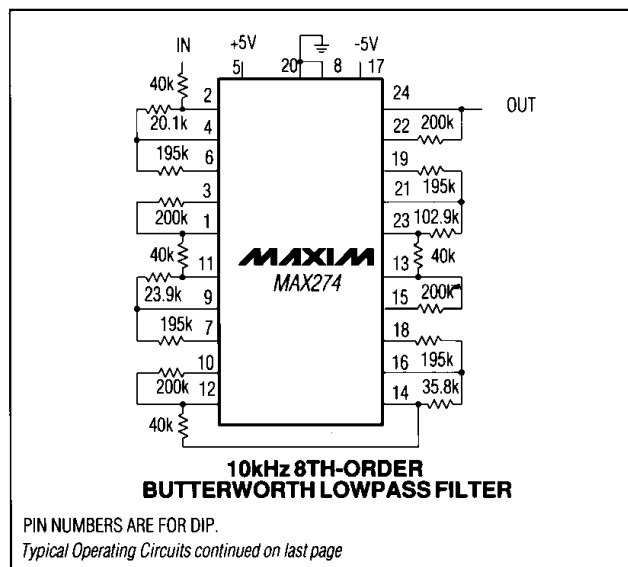 IN +5V -5V
5 20 8 17
40k 2 24 OUT
20.1k 4 22 200k
195k 6 19
3 21 195k
200k 1 23 102.9k
40k MAXIM 40k
11 MAX274 13
23.9k 9 15 200k
195k 7 18
10 16 195k
200k 12 14 35.8k
40k
10kHz 8TH-ORDER
BUTTERWORTH LOWPASS FILTER
PIN NUMBERS ARE FOR DIP.
Typical Operating Circuits continued on last page